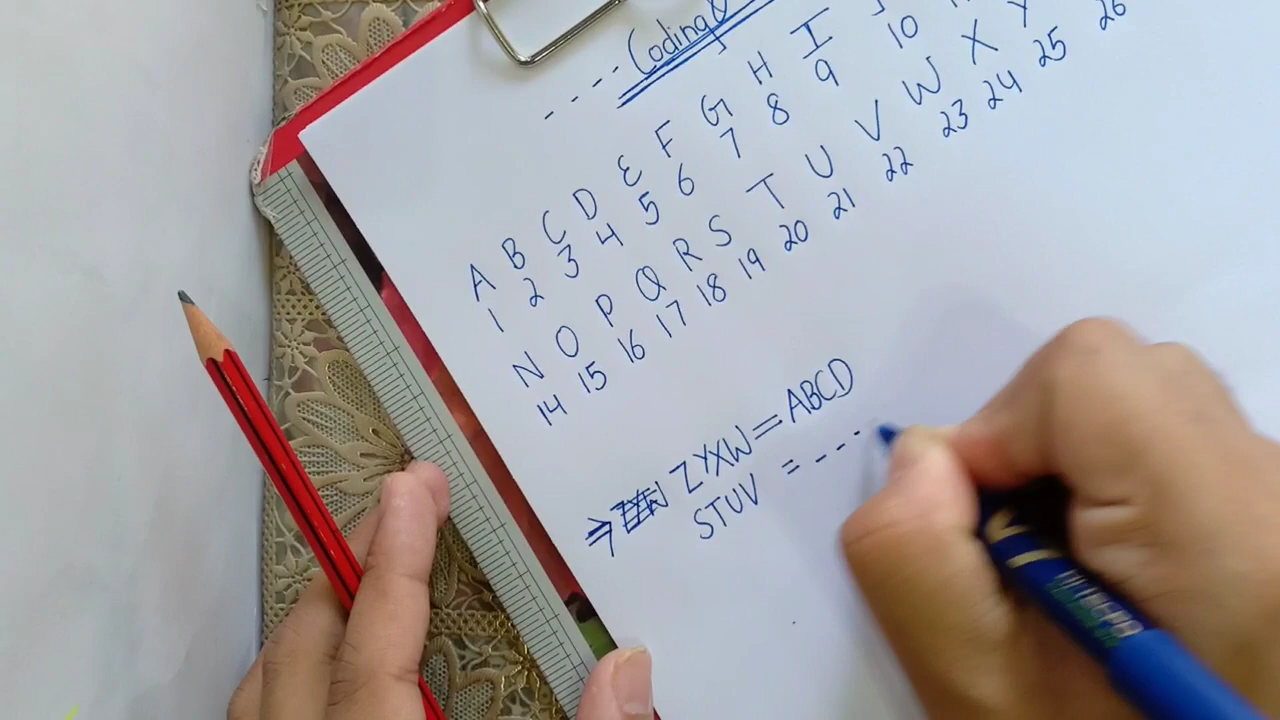 ---- Coding
A B C D E F G H I
1 2 3 4 5 6 7 8 9 10
N O P Q R S T U V W X Y
14 15 16 17 18 19 20 21 22 23 24 25 26
⇒ ZYXW = ABCD
STUV = ----